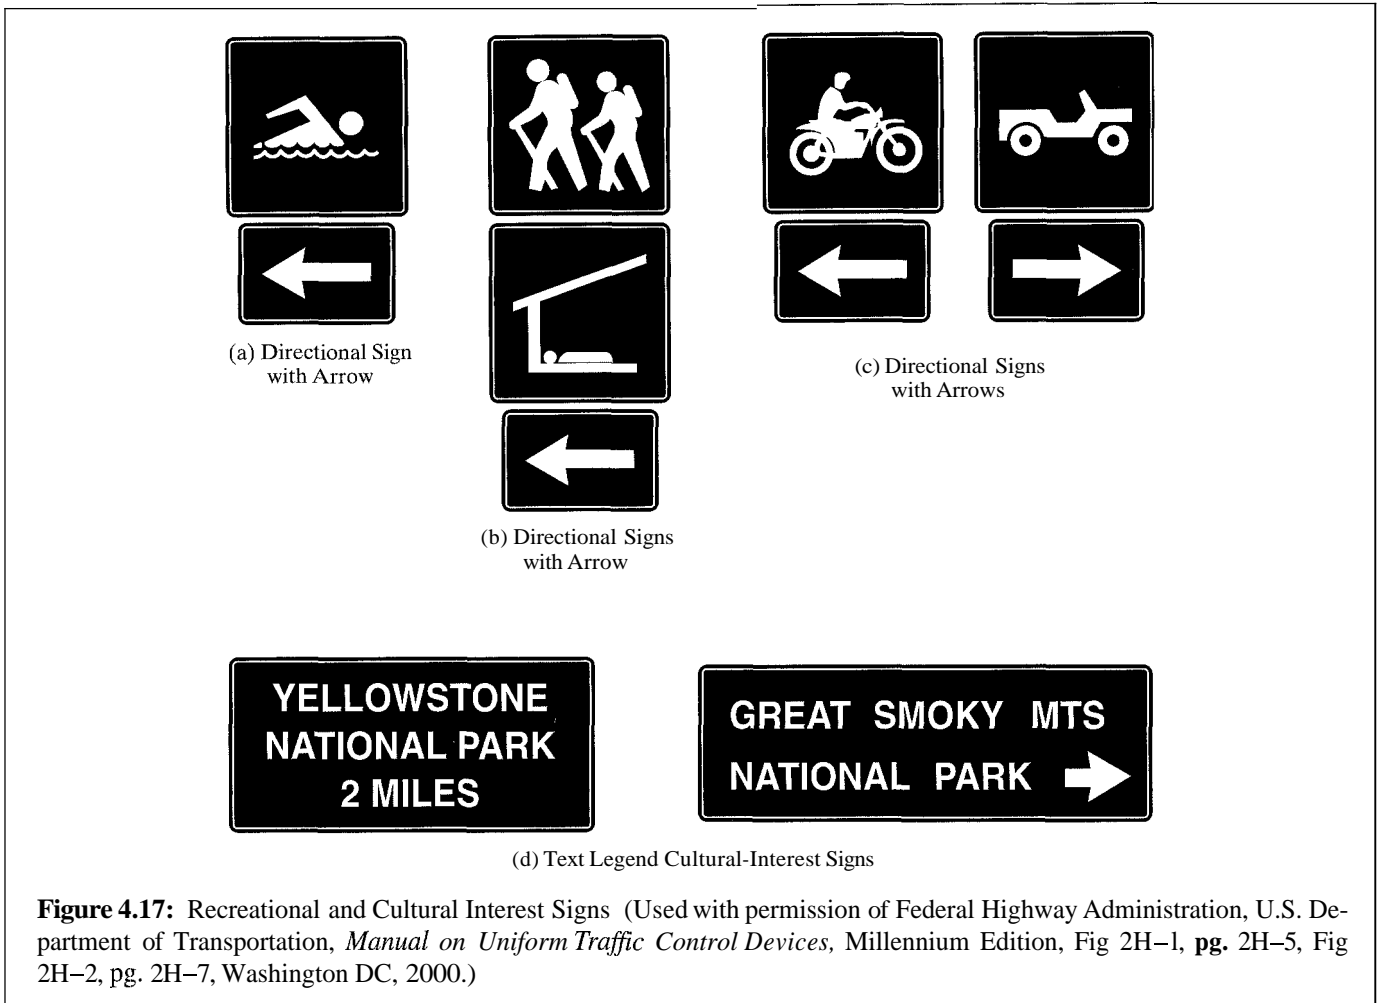 (a) Directional Sign
with Arrow
(b) Directional Signs
with Arrow
(c) Directional Signs
with Arrows
YELLOWSTONE
NATIONAL PARK
2 MILES
GREAT SMOKY MTS
NATIONAL PARK
(d) Text Legend Cultural-Interest Signs
Figure 4.17: Recreational and Cultural Interest Signs (Used with permission of Federal Highway Administration, U.S. De-
partment of Transportation, Manual on Uniform Traffic Control Devices, Millennium Edition, Fig 2H–1, pg. 2H–5, Fig
2H–2, pg. 2H–7, Washington DC, 2000.)